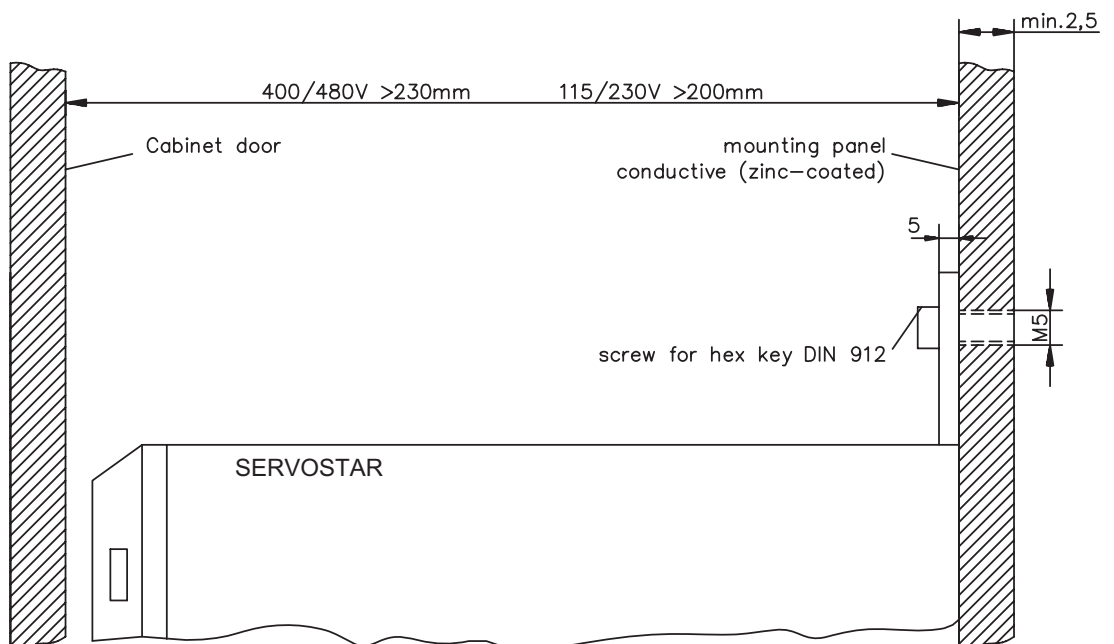 min.2,5
400/480V >230mm
115/230V >200mm
Cabinet door
mounting panel
conductive (zinc-coated)
5
M5
screw for hex key DIN 912
SERVOSTAR